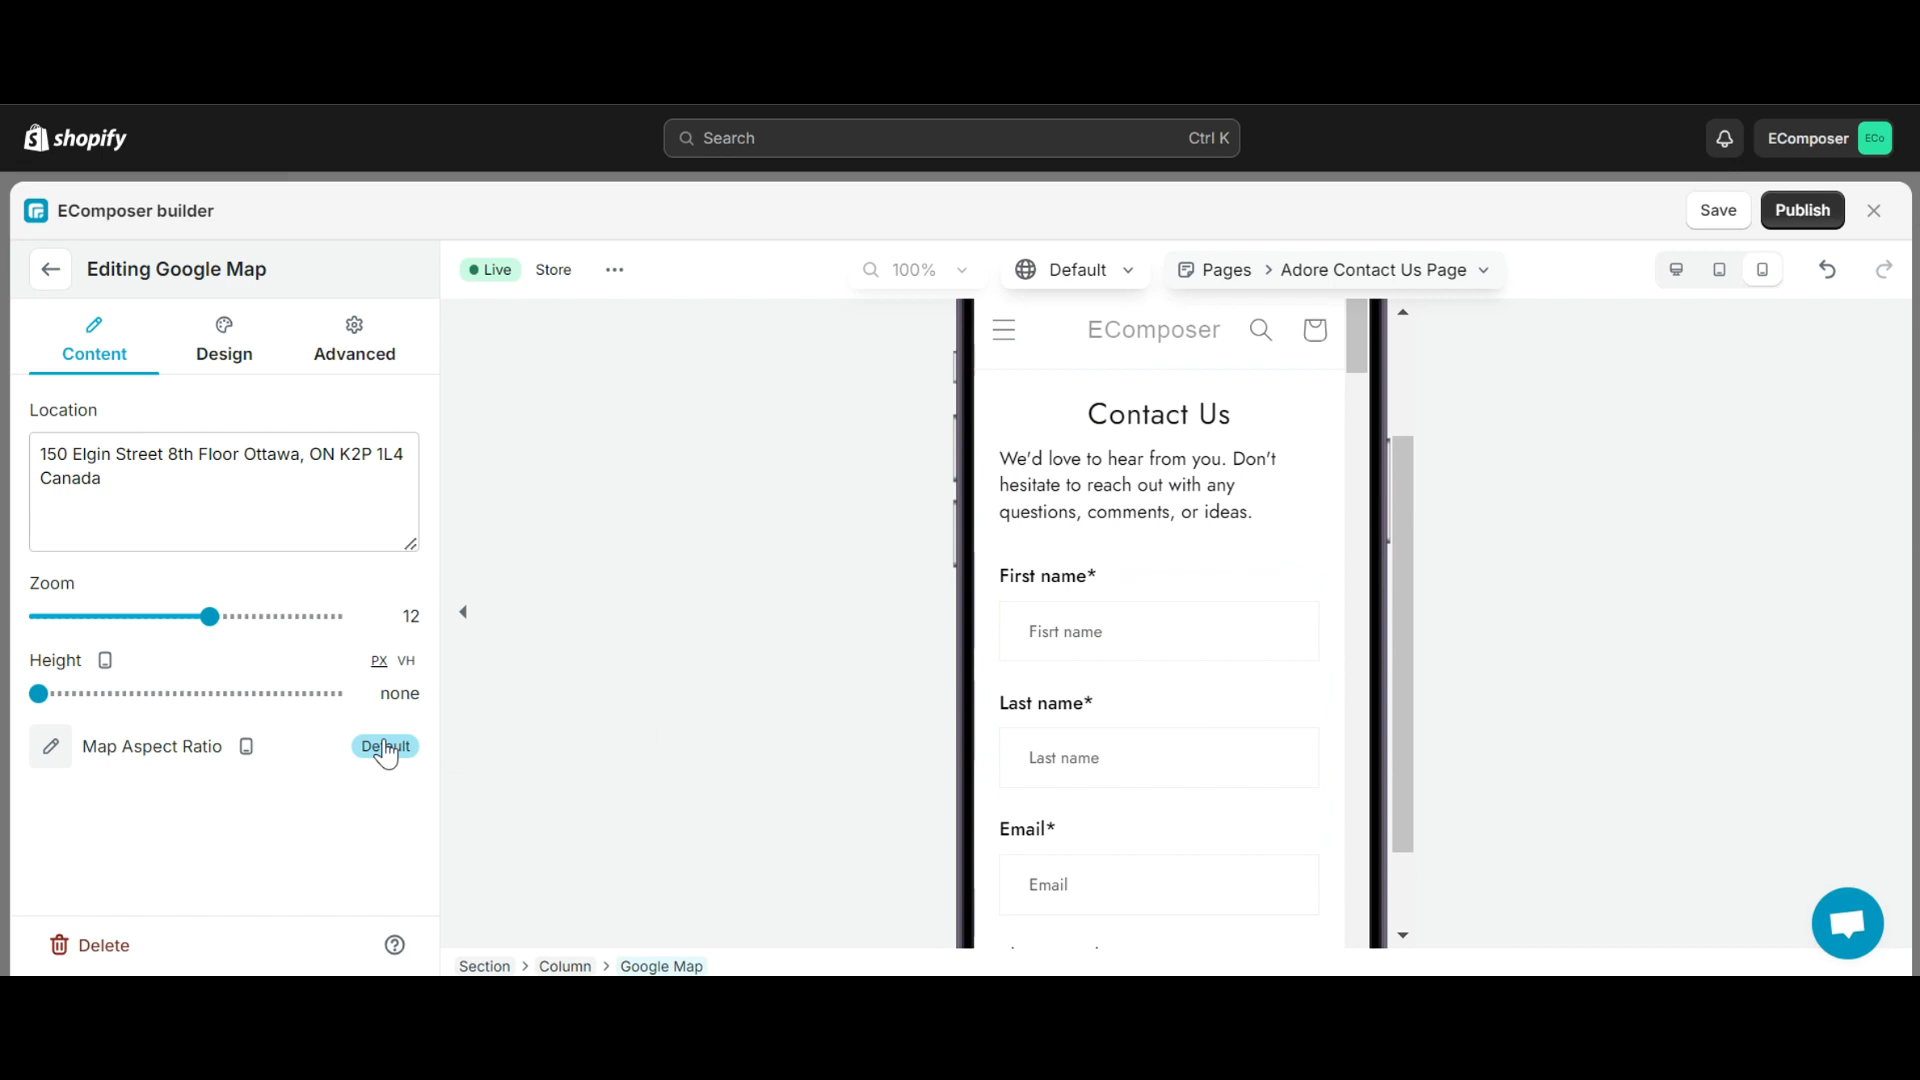 shopify
Search
Ctrl K
EComposer
ECo
EComposer builder
Save
Publish
Editing Google Map
Live
Store
100%
Default
Pages > Adore Contact Us Page
Content
Design
Advanced
Location
150 Elgin Street 8th Floor Ottawa, ON K2P 1L4
Canada
Zoom
12
Height
PX
VH
none
Map Aspect Ratio
Delete
EComposer
Contact Us
We'd love to hear from you. Don't
hesitate to reach out with any
questions, comments, or ideas.
First name*
Fisrt name
Last name*
Last name
Email*
Email
Section > Column > Google Map